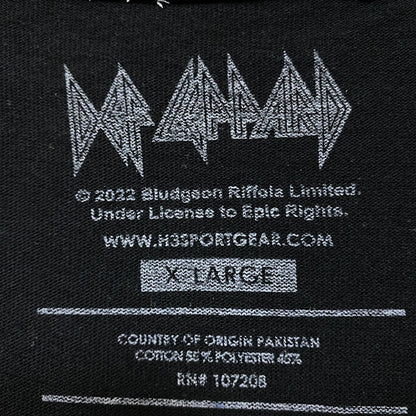 DEF LEPPARD
© 2022 Bludgeon Riffola Limited.
Under License to Epic Rights.
WWW.H3SPORTGEAR.COM
X LARGE
COUNTRY OF ORIGIN PAKISTAN
COTTON 55% POLYESTER 45%
RN# 107208